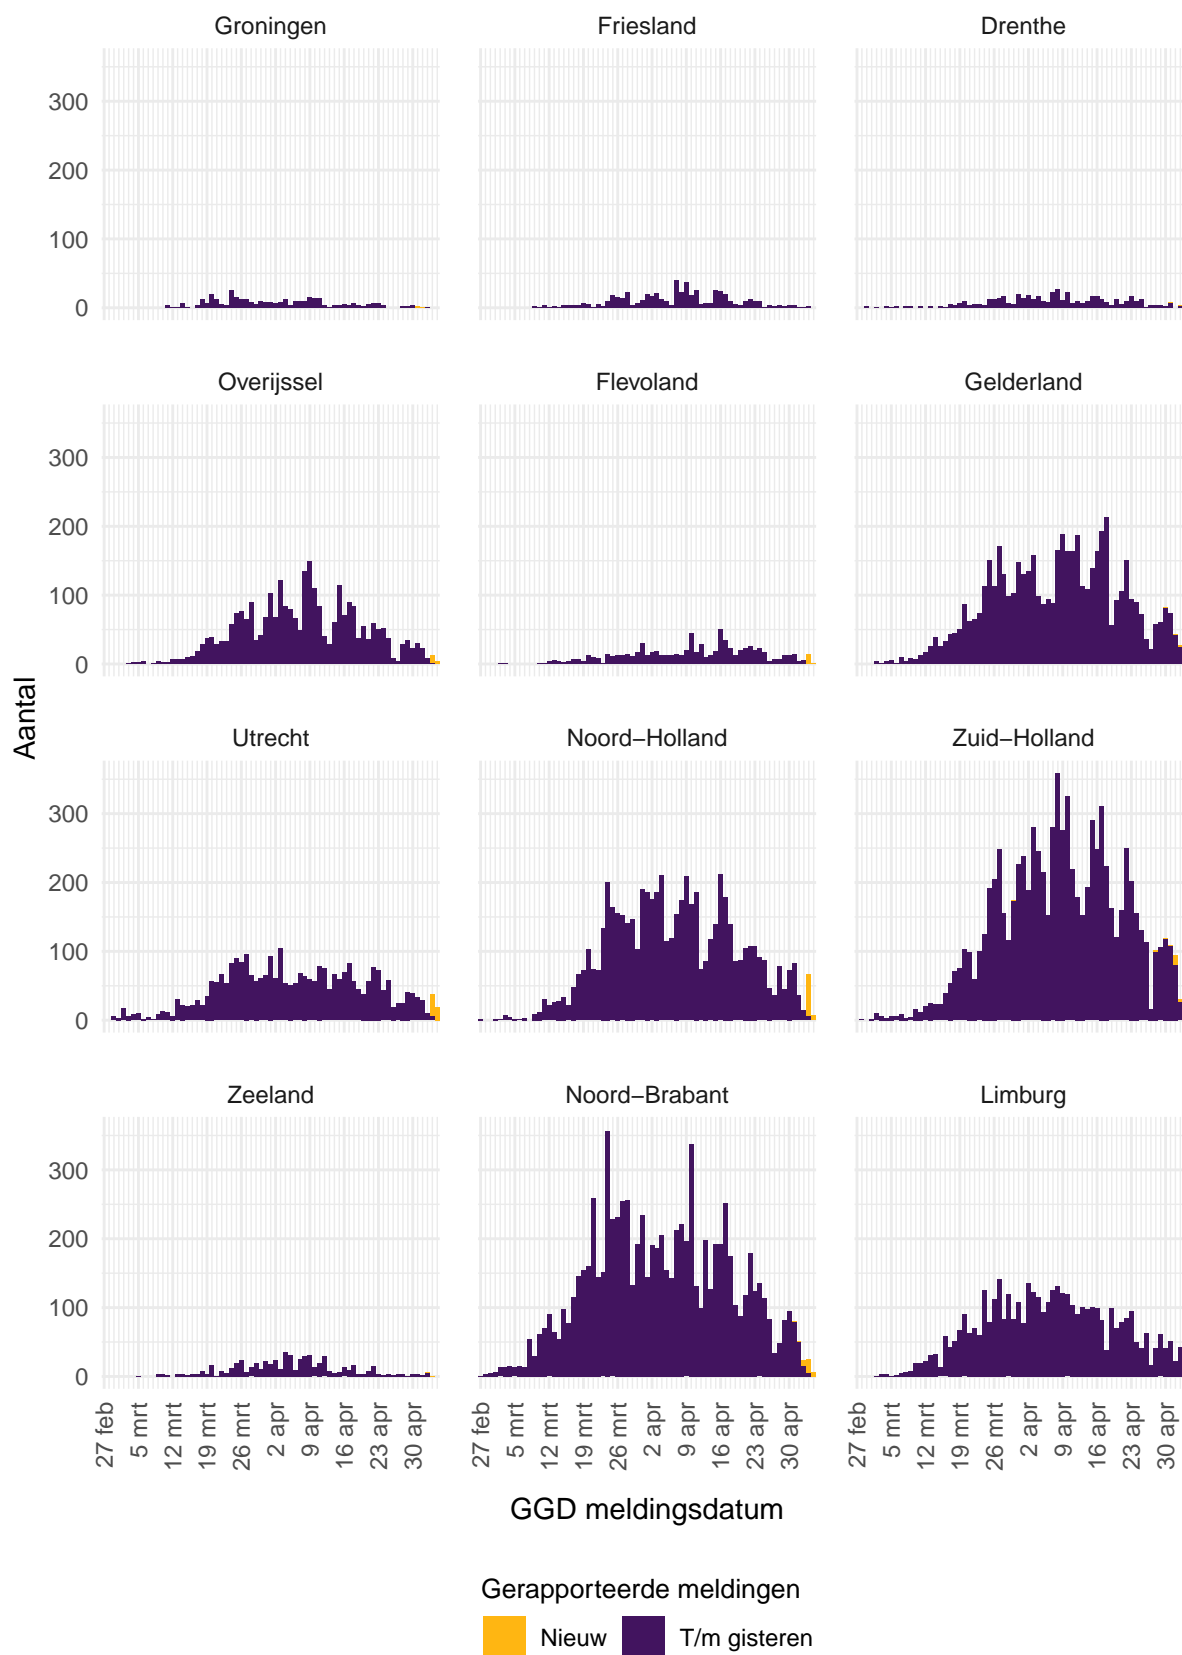 Groningen Friesland Drenthe
300
200
100
0
Overijssel Flevoland Gelderland
300
200
100
0
Aantal
Utrecht Noord−Holland Zuid−Holland
300
200
100
0
Zeeland Noord−Brabant Limburg
300
200
100
0
27 feb 5 mrt 12 mrt 19 mrt 26 mrt 2 apr 9 apr 16 apr 23 apr 30 apr 27 feb 5 mrt 12 mrt 19 mrt 26 mrt 2 apr 9 apr 16 apr 23 apr 30 apr 27 feb 5 mrt 12 mrt 19 mrt 26 mrt 2 apr 9 apr 16 apr 23 apr 30 apr
GGD meldingsdatum
Gerapporteerde meldingen
Nieuw T/m gisteren